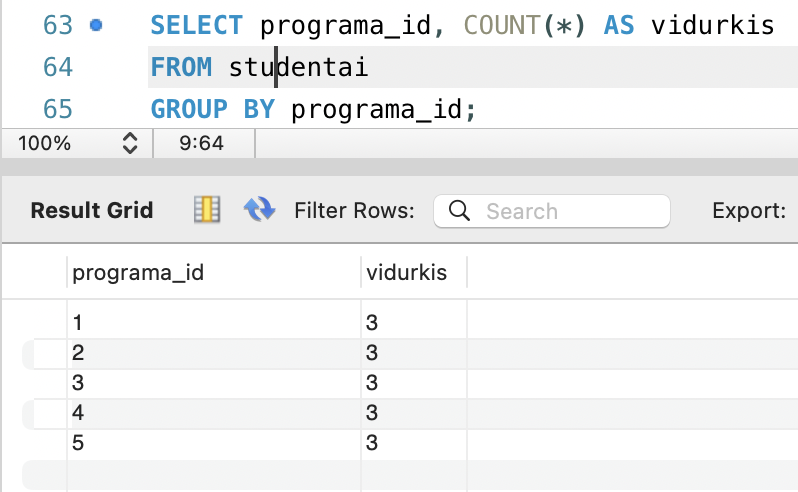 63 SELECT programa_id, COUNT(*) AS vidurkis
64 FROM studentai
65 GROUP BY programa_id;
100% 9:64
Result Grid Filter Rows: Search Export:
programa_id vidurkis
1 3
2 3
3 3
4 3
5 3